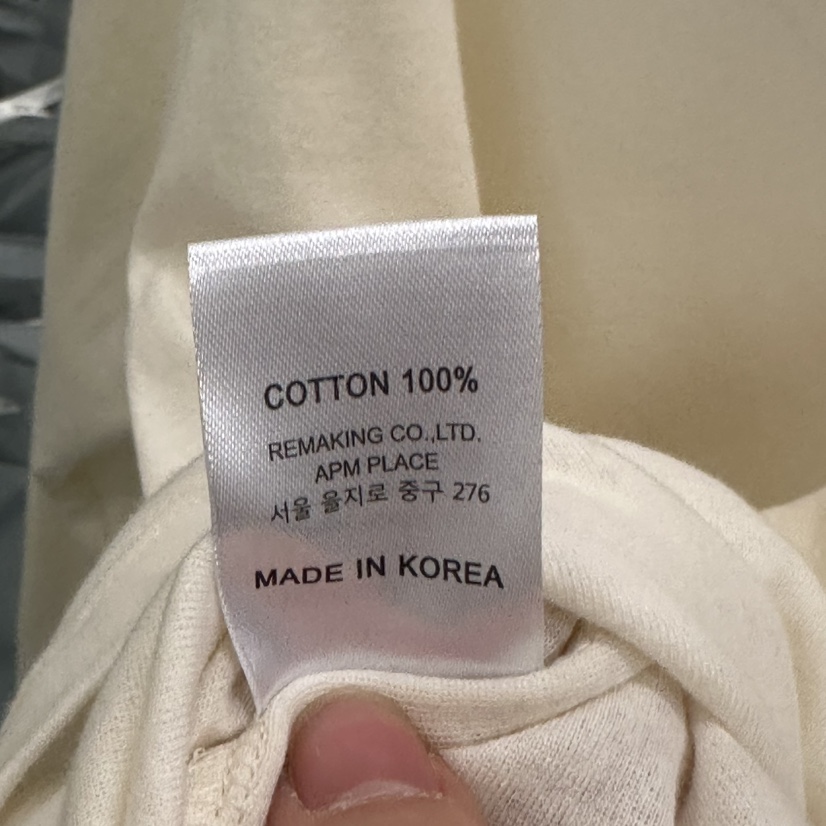 COTTON 100%
REMAKING CO.,LTD.
APM PLACE
서울 을지로 중구 276
MADE IN KOREA